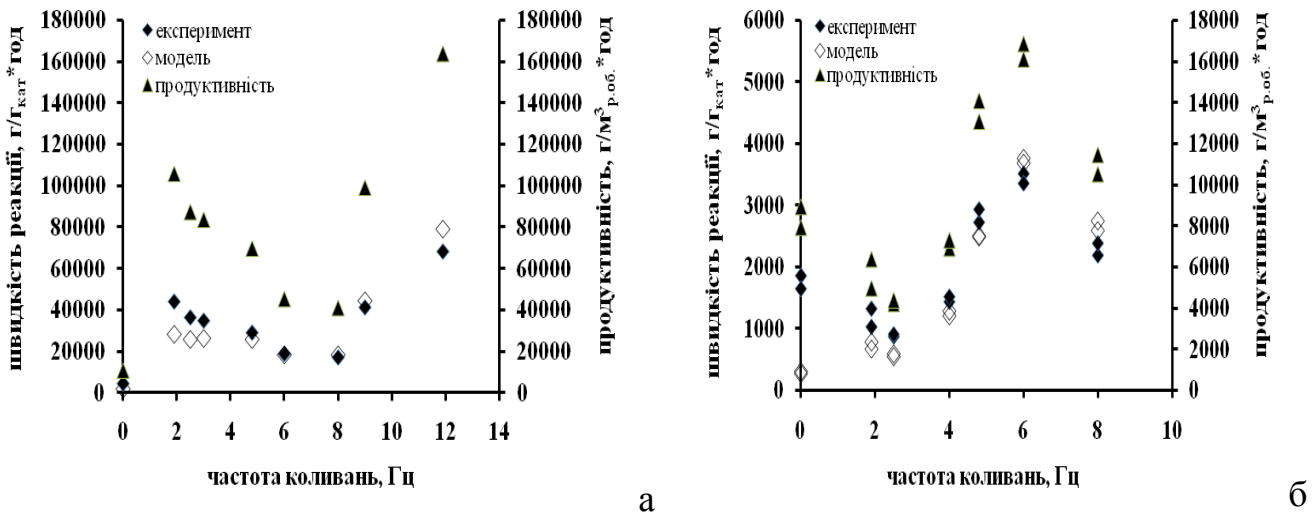 швидкість реакції, г/гкат*год
180000
160000
140000
120000
100000
80000
60000
40000
20000
0
експеримент
модель
продуктивність
180000
160000
140000
120000
100000
80000
60000
40000
20000
0
продуктивність, г/м³р.об.*год
0 2 4 6 8 10 12 14
частота коливань, Гц
а
швидкість реакції, г/гкат*год
6000
5000
4000
3000
2000
1000
0
експеримент
модель
продуктивність
18000
16000
14000
12000
10000
8000
6000
4000
2000
0
продуктивність, г/м³р.об.*год
0 2 4 6 8 10
частота коливань, Гц
б